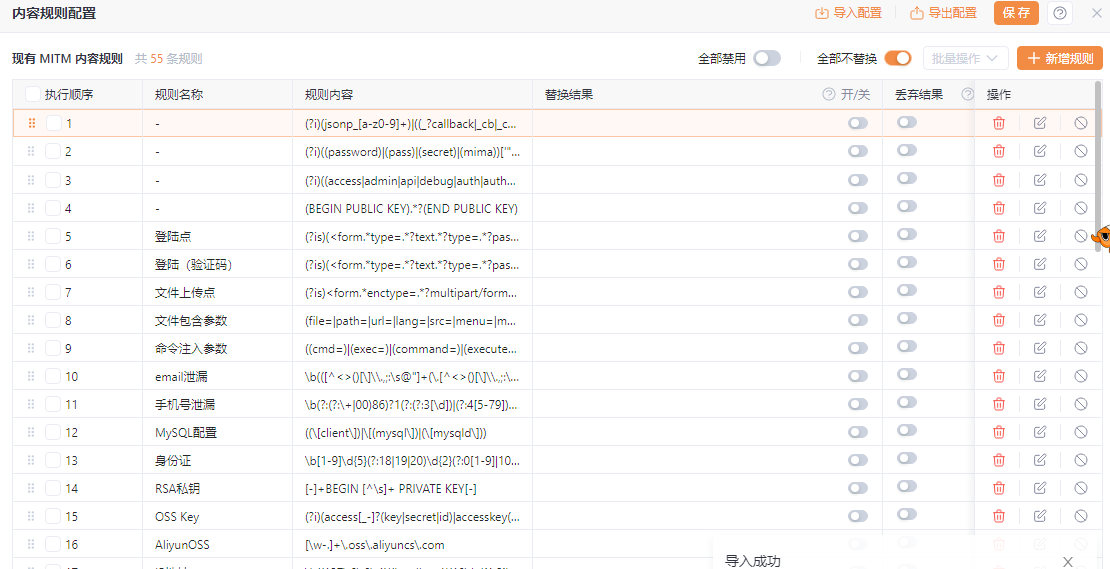 内容规则配置 导入配置 导出配置 保存
现有 MITM 内容规则 共 55 条规则 全部禁用 全部不替换 批量操作 新增规则
执行顺序 规则名称 规则内容 替换结果 开/关 丢弃结果 操作
1 - (?i)(jsonp_[a-z0-9]+)|((_?callback|_cb|_c...
2 - (?i)((password)|(pass)|(secret)|(mima))['"...
3 - (?i)((access|admin|api|debug|auth|auth...
4 - (BEGIN PUBLIC KEY).*?(END PUBLIC KEY)
5 登陆点 (?is)(<form.*type=.*?text.*?type=.*?pas...
6 登陆（验证码） (?is)(<form.*type=.*?text.*?type=.*?pas...
7 文件上传点 (?is)<form.*enctype=.*?multipart/form...
8 文件包含参数 (file=|path=|url=|lang=|src=|menu=|m...
9 命令注入参数 ((cmd=)|(exec=)|(command=)|(execute...
10 email泄漏 \b(([^<>()[\]\\.,;:\s@"]+(\.[^<>()[\]\\.,;:\...
11 手机号泄漏 \b(?:(?:\+|00)86)?1(?:(?:3[\d])|(?:4[5-79])...
12 MySQL配置 ((\[client\])|\[(mysql\])|(\[mysqld\]))
13 身份证 \b[1-9]\d{5}(?:18|19|20)\d{2}(?:0[1-9]|10...
14 RSA私钥 [-]+BEGIN [^\s]+ PRIVATE KEY[-]
15 OSS Key (?i)(access[_-]?(key|secret|id)|accesskey(...
16 AliyunOSS [\w-.]+\.oss\.aliyuncs\.com
导入成功